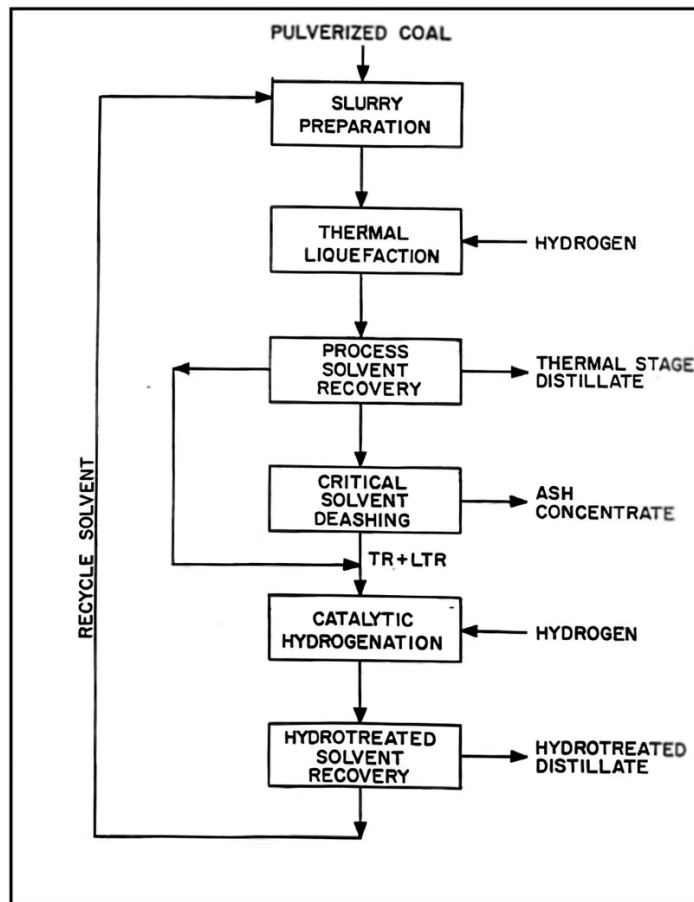 PULVERIZED COAL
SLURRY
PREPARATION
THERMAL
LIQUEFACTION
HYDROGEN
PROCESS
SOLVENT
RECOVERY
THERMAL STAGE
DISTILLATE
CRITICAL
SOLVENT
DEASHING
ASH
CONCENTRATE
TR+LTR
RECYCLE SOLVENT
CATALYTIC
HYDROGENATION
HYDROGEN
HYDROTREATED
SOLVENT
RECOVERY
HYDROTREATED
DISTILLATE